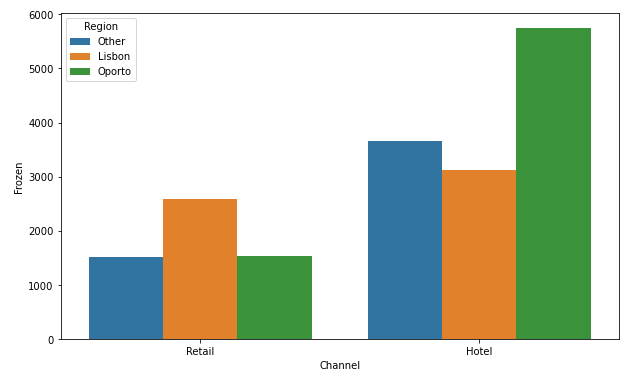 6000
5000
4000
3000
2000
1000
0
Frozen
Region
Other
Lisbon
Oporto
Retail
Hotel
Channel